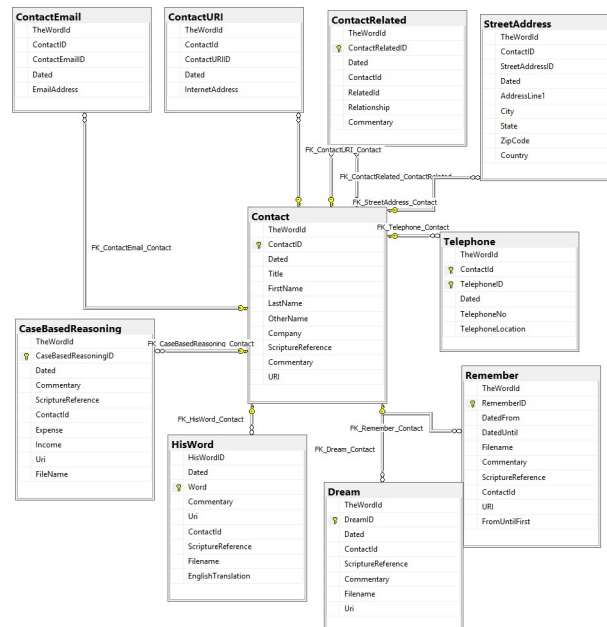 ContactEmail
TheWordId
ContactID
ContactEmailID
Dated
EmailAddress
ContactURI
TheWordId
ContactId
ContactURIID
Dated
InternetAddress
ContactRelated
TheWordId
ContactRelatedID
Dated
ContactId
RelatedId
Relationship
Commentary
StreetAddress
TheWordId
ContactID
StreetAddressID
Dated
AddressLine1
City
State
ZipCode
Country
FK_ContactURI_Contact
FK_ContactRelated_ContactRelated
FK_StreetAddress_Contact
FK_Telephone_Contact
FK_ContactEmail_Contact
Contact
TheWordId
ContactID
Dated
Title
FirstName
LastName
OtherName
Company
ScriptureReference
Commentary
URI
Telephone
TheWordId
ContactId
TelephoneID
Dated
TelephoneNo
TelephoneLocation
CaseBasedReasoning
TheWordId
CaseBasedReasoningID
Dated
Commentary
ScriptureReference
ContactId
Expense
Income
Uri
FileName
FK_CaseBasedReasoning_Contact
FK_HisWord_Contact
FK_Remember_Contact
FK_Dream_Contact
HisWord
HisWordID
Dated
Word
Commentary
Uri
ContactId
ScriptureReference
Filename
EnglishTranslation
Dream
TheWordId
DreamID
Dated
ContactId
ScriptureReference
Commentary
Filename
Uri
Remember
TheWordId
RememberID
DatedFrom
DatedUntil
Filename
Commentary
ScriptureReference
ContactId
URI
FromUntilFirst